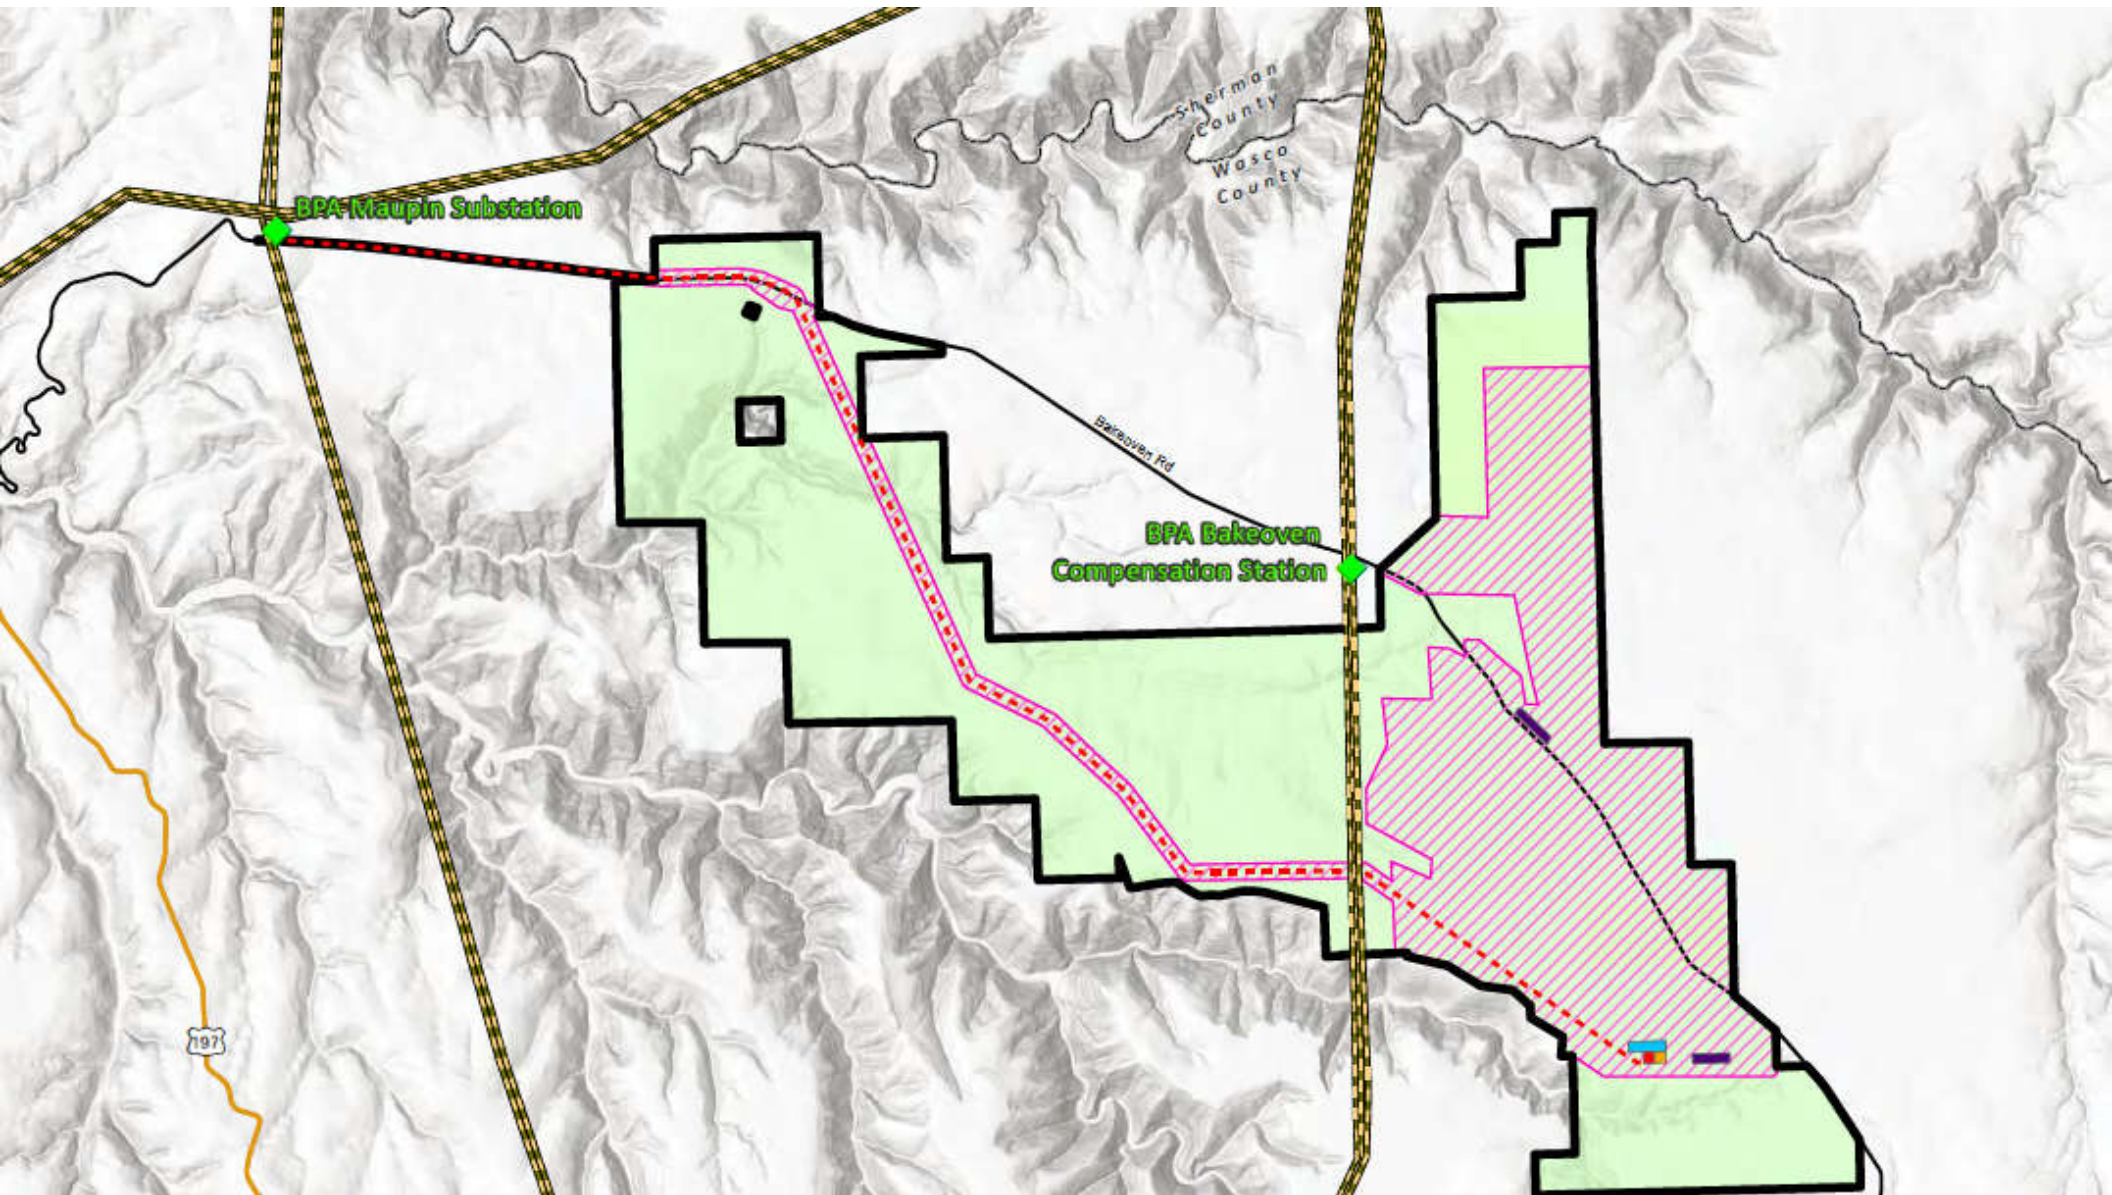 Sherman
County
Wasco
County
BPA Maupin Substation
Bakeoven Rd
BPA Bakeoven
Compensation Station
197